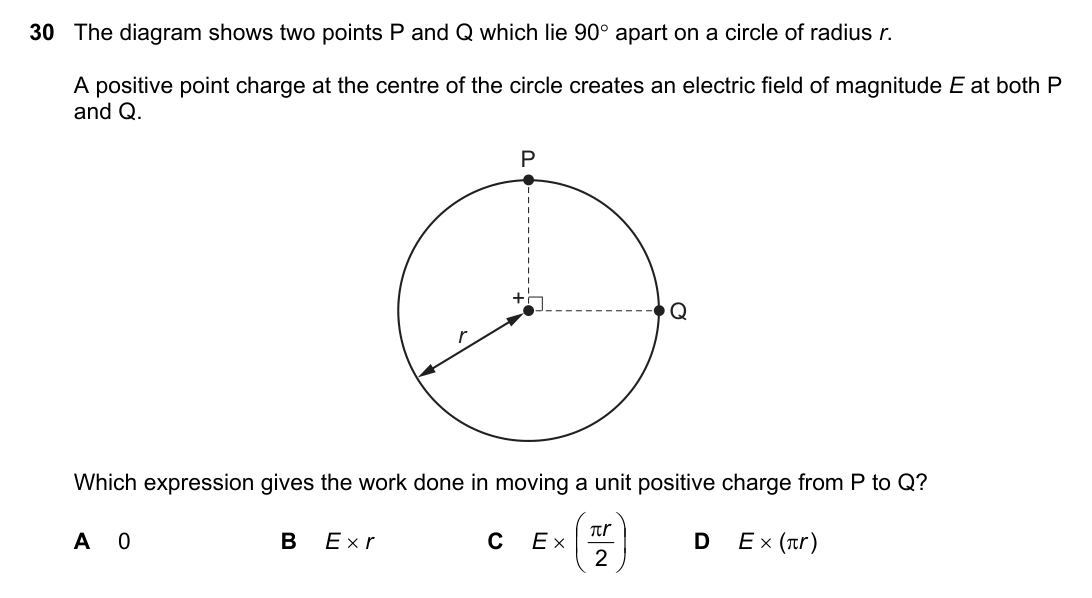 30 The diagram shows two points P and Q which lie 90° apart on a circle of radius r.
A positive point charge at the centre of the circle creates an electric field of magnitude E at both P
and Q.
P
+
Q
r
Which expression gives the work done in moving a unit positive charge from P to Q?
A 0 B E × r C E × (πr/2) D E × (πr)